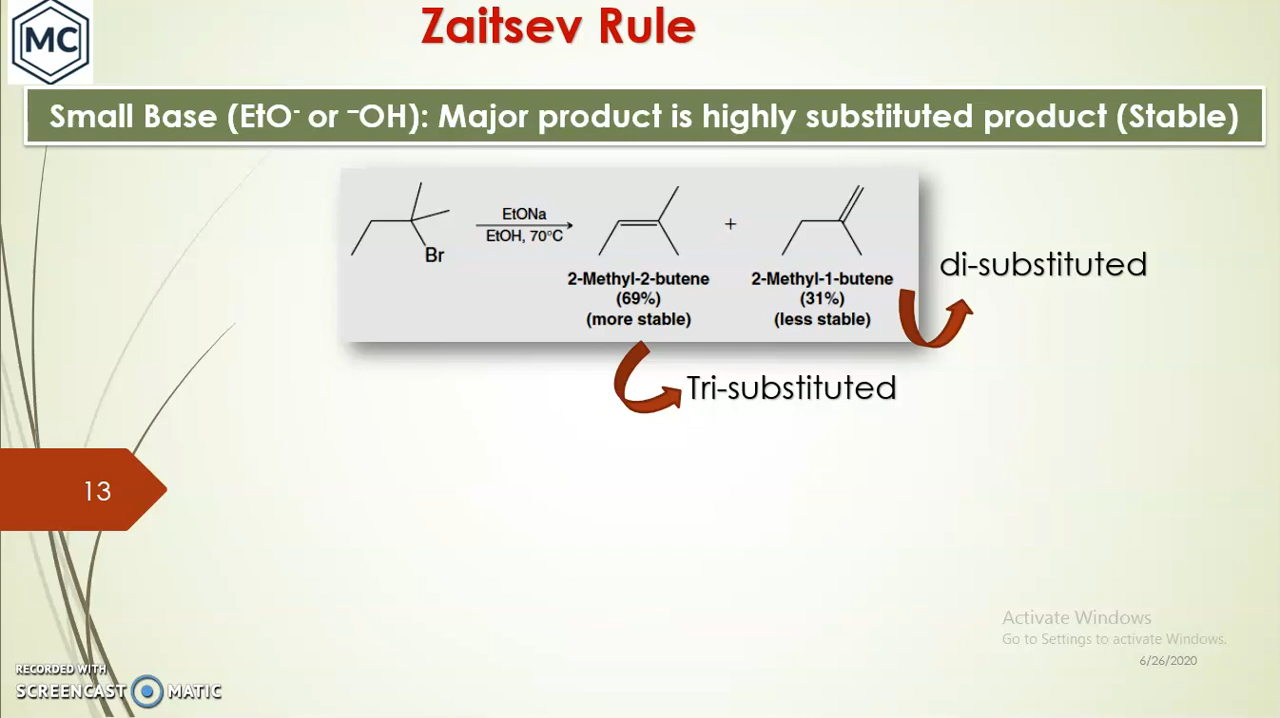 MC
Zaitsev Rule
Small Base (EtO- or ⁻OH): Major product is highly substituted product (Stable)
EtONa
EtOH, 70°C
Br
+
2-Methyl-2-butene
(69%)
(more stable)
2-Methyl-1-butene
(31%)
(less stable)
di-substituted
Tri-substituted
13
Activate Windows
Go to Settings to activate Windows.
6/26/2020
RECORDED WITH
SCREENCAST MATIC